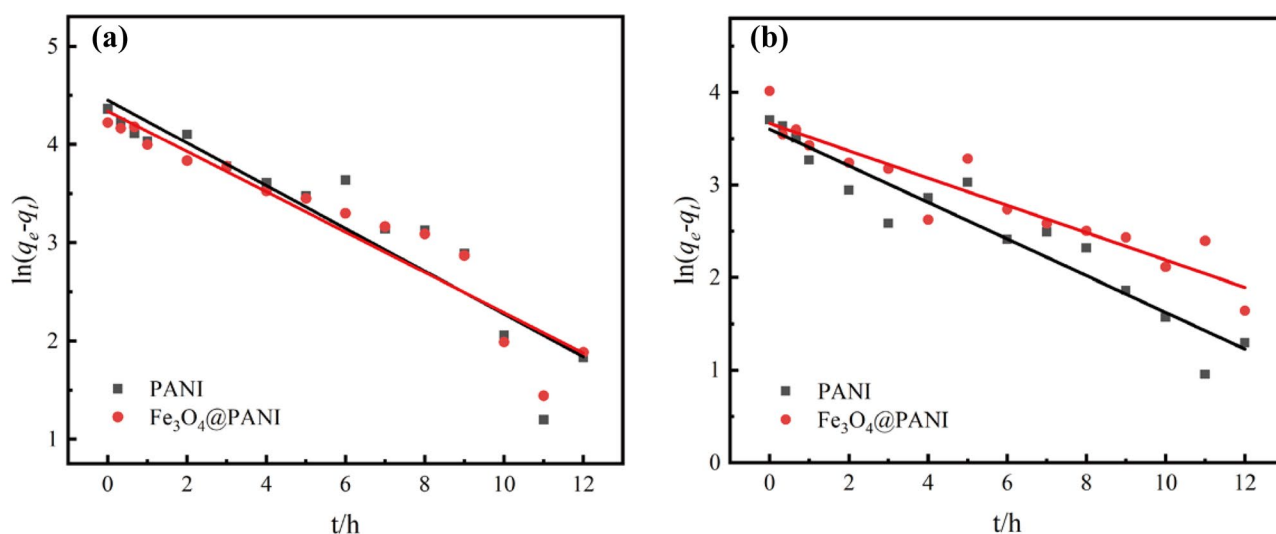 (a)
5
4
3
2
1
ln(qₑ-qₜ)
PANI
Fe₃O₄@PANI
0 2 4 6 8 10 12
t/h
(b)
4
3
2
1
0
ln(qₑ-qₜ)
PANI
Fe₃O₄@PANI
0 2 4 6 8 10 12
t/h